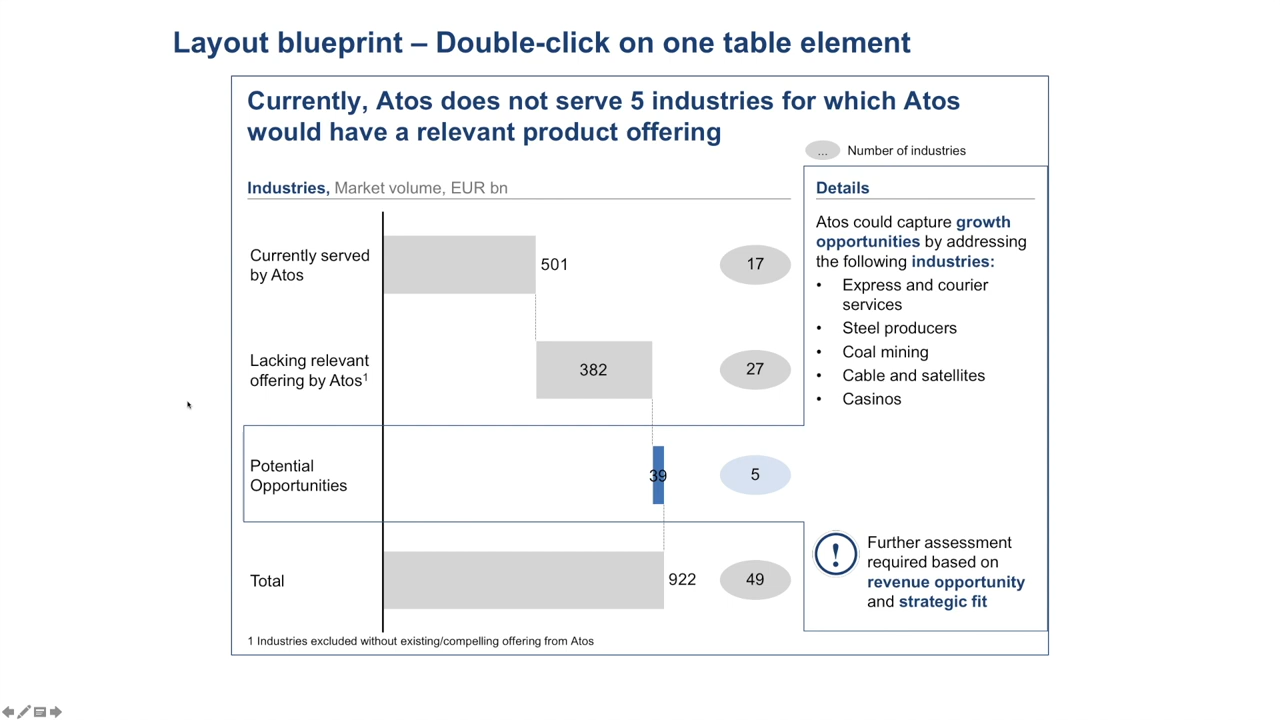 Layout blueprint – Double-click on one table element
Currently, Atos does not serve 5 industries for which Atos
would have a relevant product offering
... Number of industries
Industries, Market volume, EUR bn
Currently served
by Atos
501
17
Lacking relevant
offering by Atos¹
382
27
Potential
Opportunities
39
5
Total
922
49
1 Industries excluded without existing/compelling offering from Atos
Details
Atos could capture growth
opportunities by addressing
the following industries:
• Express and courier
services
• Steel producers
• Coal mining
• Cable and satellites
• Casinos
! Further assessment
required based on
revenue opportunity
and strategic fit